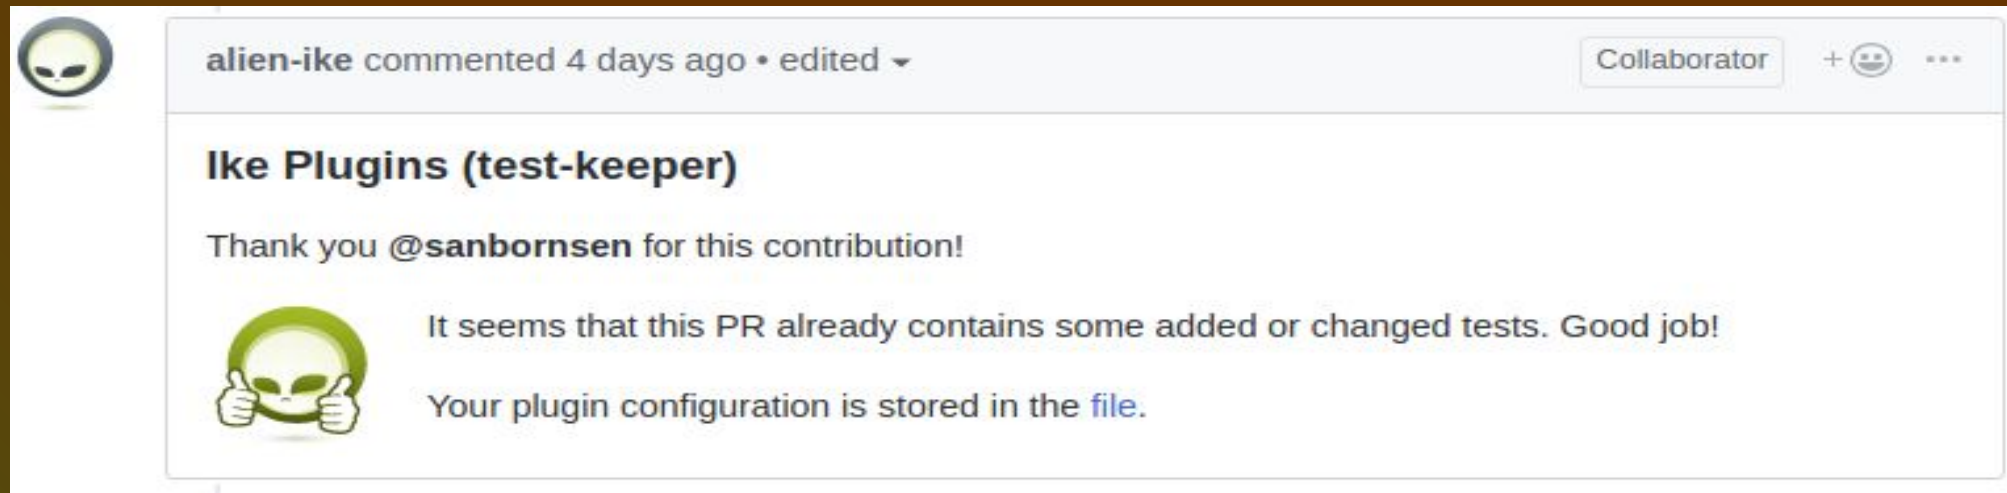 alien-ike commented 4 days ago • edited
Collaborator
Ike Plugins (test-keeper)
Thank you @sanbornsen for this contribution!
It seems that this PR already contains some added or changed tests. Good job!
Your plugin configuration is stored in the file.